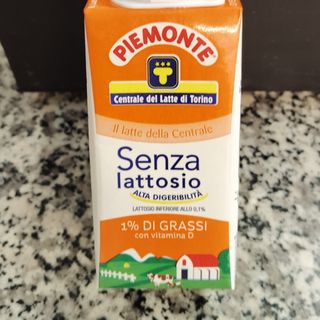 PIEMONTE
Centrale del Latte di Torino
Il latte della Centrale
Senza
lattosio
ALTA DIGERIBILITÀ
LATTOSIO INFERIORE ALLO 0,1%
1% DI GRASSI
con vitamina D